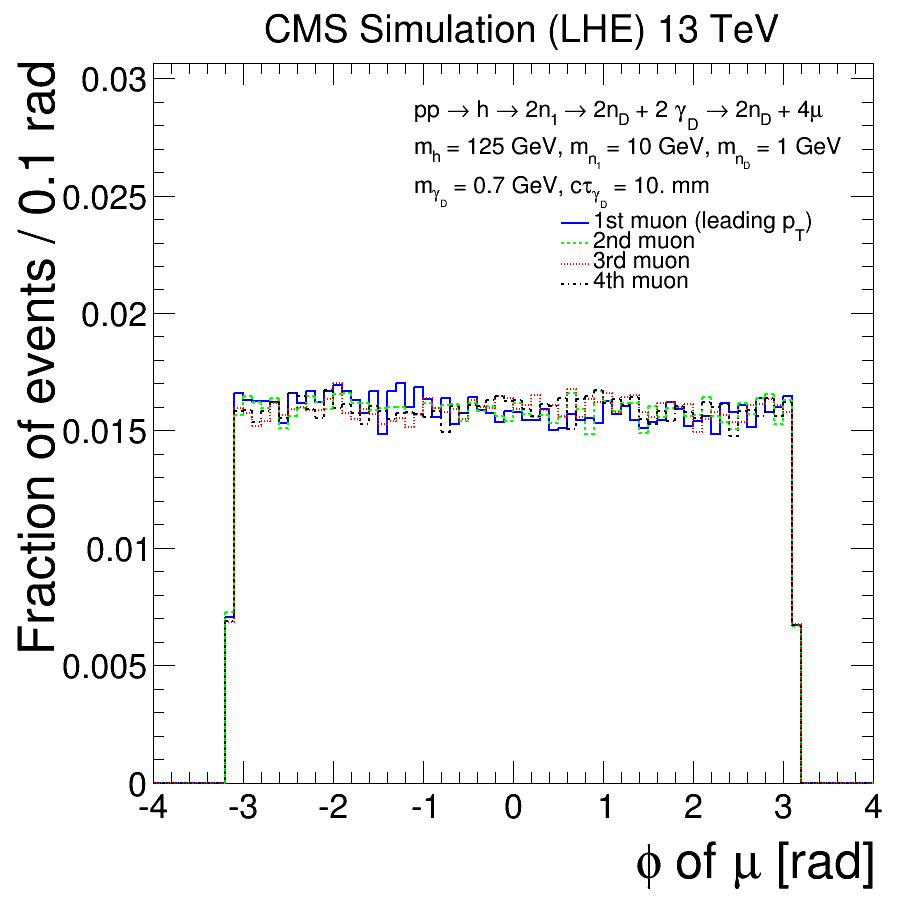 CMS Simulation (LHE) 13 TeV
Fraction of events / 0.1 rad
0.03
0.025
0.02
0.015
0.01
0.005
0
pp → h → 2n₁ → 2n_D + 2 γ_D → 2n_D + 4μ
m_h = 125 GeV, m_n₁ = 10 GeV, m_n_D = 1 GeV
m_γ_D = 0.7 GeV, cτ_γ_D = 10. mm
1st muon (leading p_T)
2nd muon
3rd muon
4th muon
-4 -3 -2 -1 0 1 2 3 4
ϕ of μ [rad]